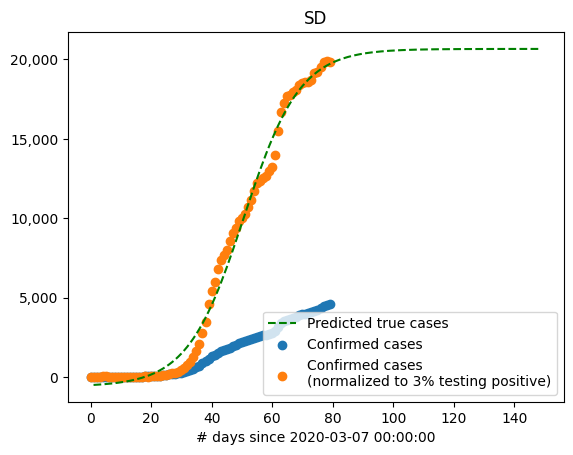 SD
20,000
15,000
10,000
5,000
0
Predicted true cases
Confirmed cases
Confirmed cases
(normalized to 3% testing positive)
0 20 40 60 80 100 120 140
# days since 2020-03-07 00:00:00